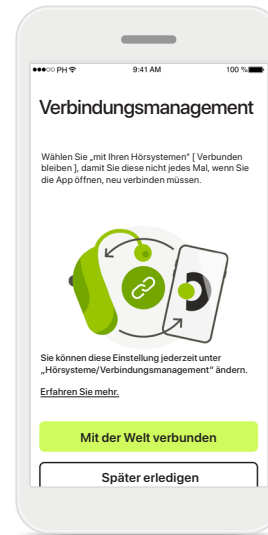 PH 9:41 AM 100 %
Verbindungsmanagement
Wählen Sie „mit Ihren Hörsystemen” [ Verbunden
bleiben ], damit Sie diese nicht jedes Mal, wenn Sie
die App öffnen, neu verbinden müssen.
Sie können diese Einstellung jederzeit unter
„Hörsysteme/Verbindungsmanagement” ändern.
Erfahren Sie mehr.
Mit der Welt verbunden
Später erledigen